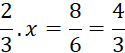 2/3 . x = 8/6 = 4/3